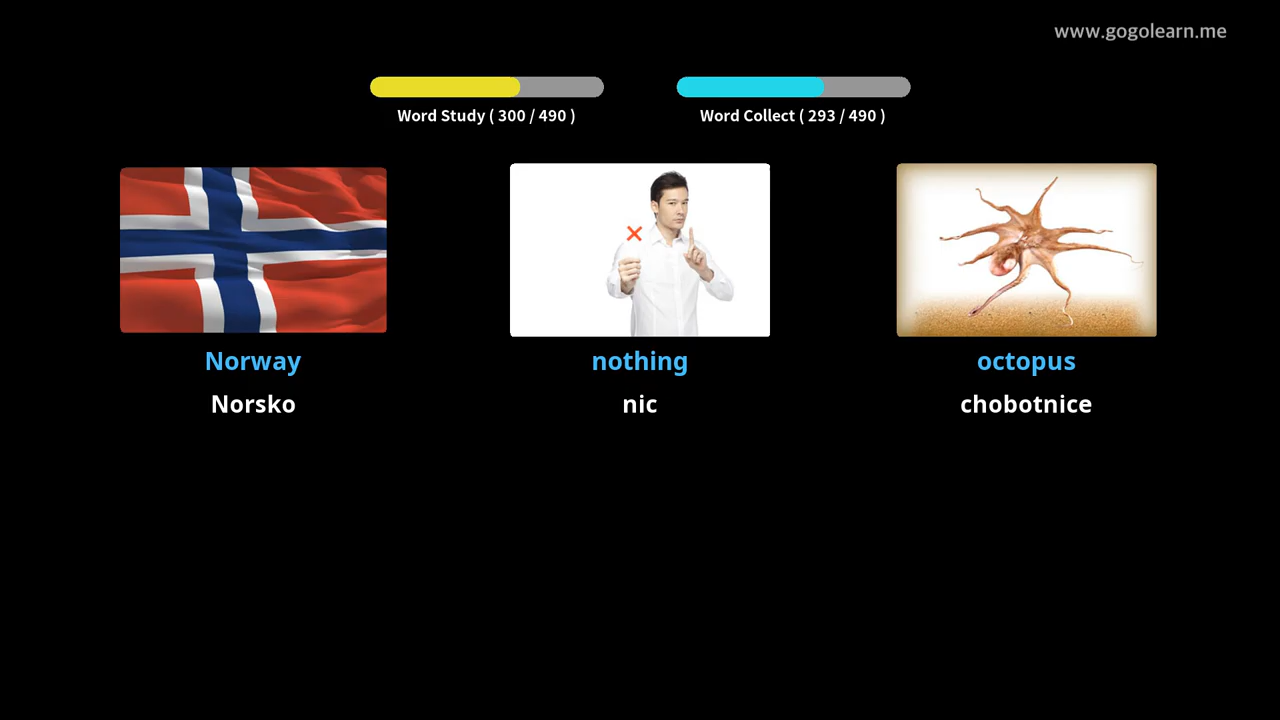 www.gogolearn.me
Word Study ( 300 / 490 )
Word Collect ( 293 / 490 )
Norway
nothing
octopus
Norsko
nic
chobotnice